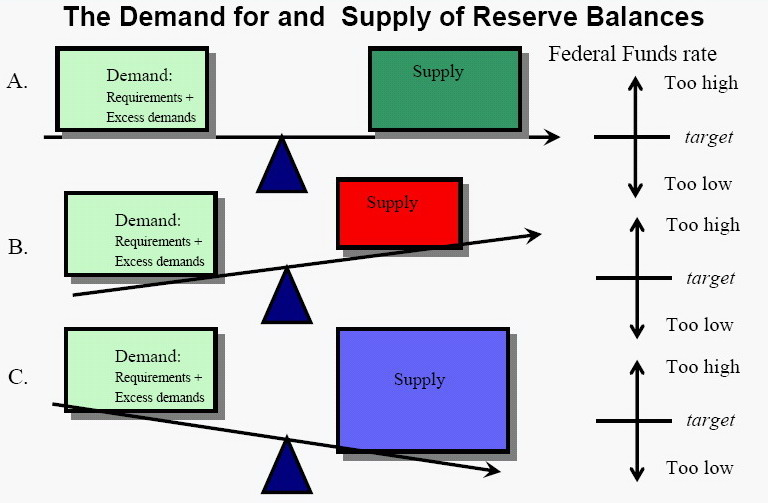 The Demand for and Supply of Reserve Balances
Federal Funds rate
A.
Demand:
Requirements +
Excess demands
Supply
Too high
target
Too low
B.
Demand:
Requirements +
Excess demands
Supply
Too high
target
Too low
C.
Demand:
Requirements +
Excess demands
Supply
Too high
target
Too low